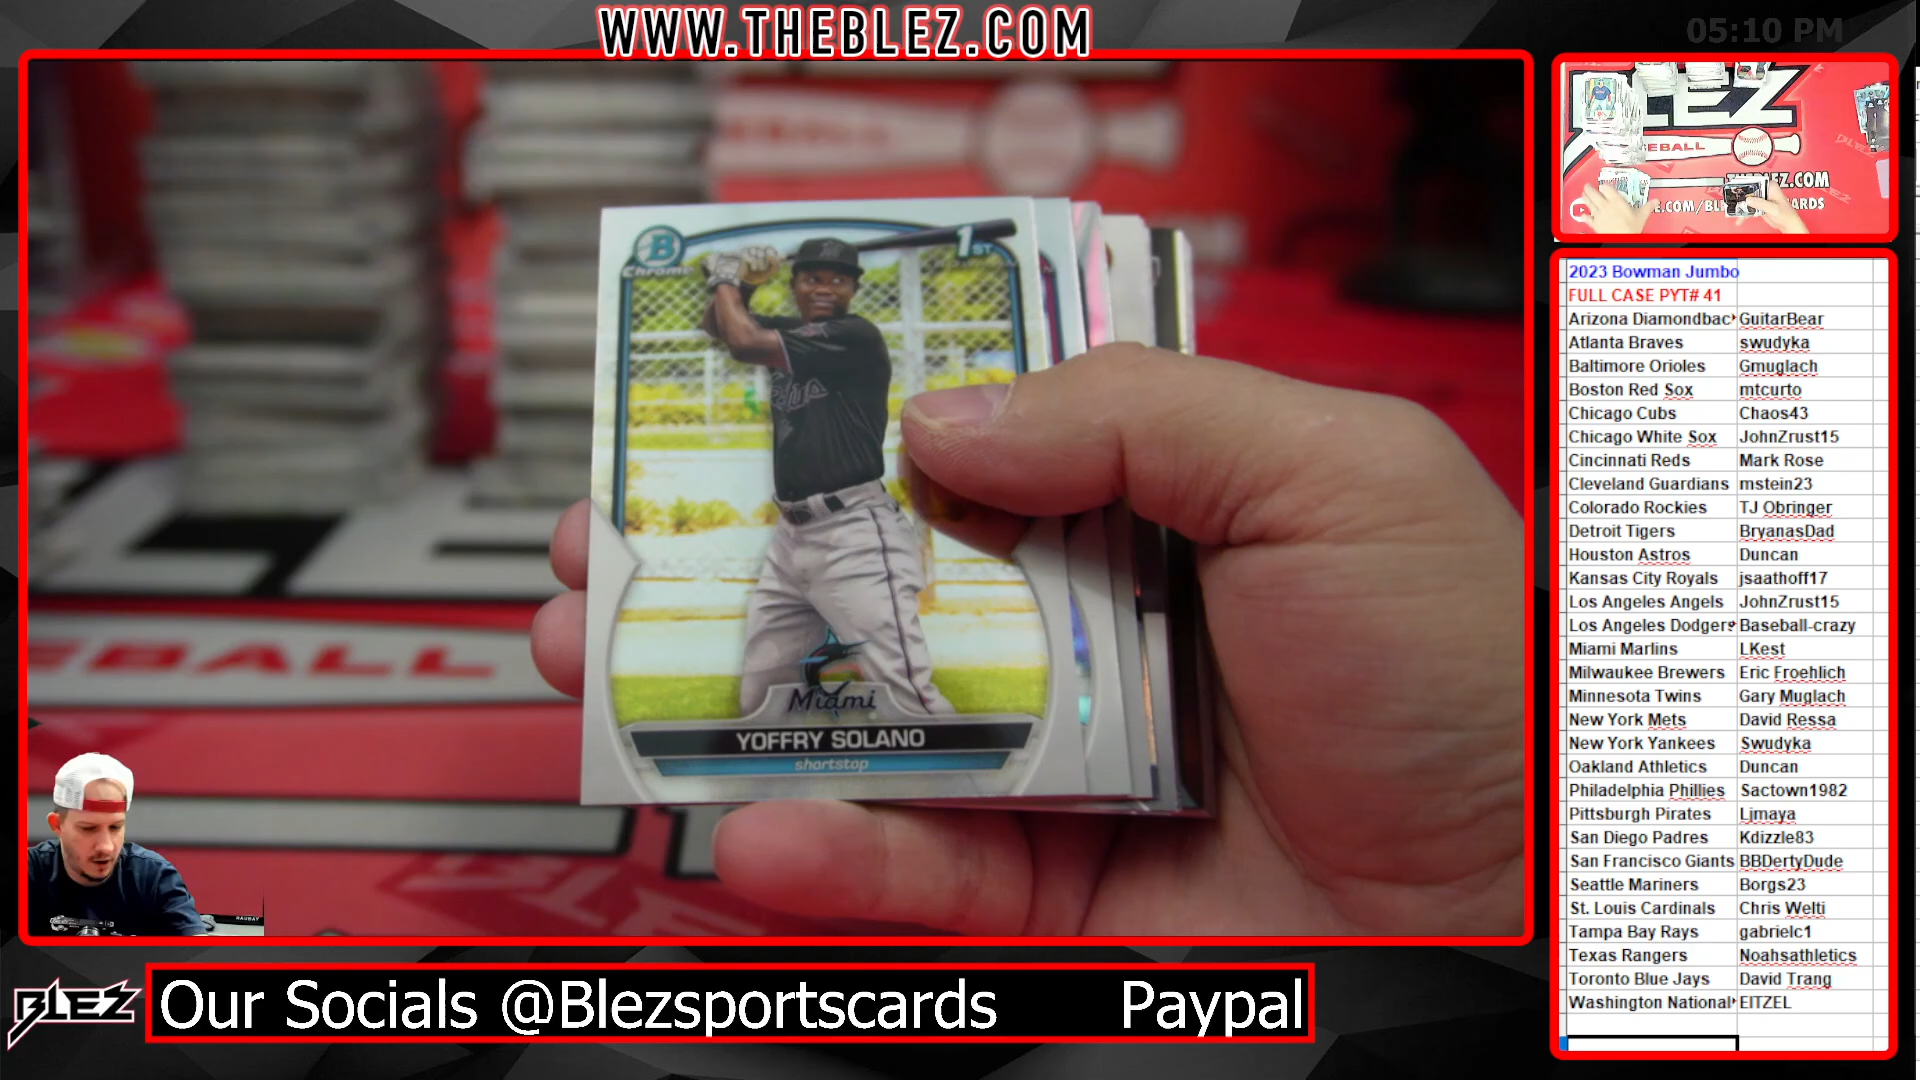 WWW.THEBLEZ.COM
05:10 PM
B
Chrome
1ST
Miami
YOFFRY SOLANO
shortstop
EBALL
BLEZ
Our Socials @Blezsportscards Paypal
EBALL
THEBLEZ.COM
2023 Bowman Jumbo
FULL CASE PYT# 41
Arizona Diamondbac GuitarBear
Atlanta Braves swudyka
Baltimore Orioles Gmuglach
Boston Red Sox mtcurto
Chicago Cubs Chaos43
Chicago White Sox JohnZrust15
Cincinnati Reds Mark Rose
Cleveland Guardians mstein23
Colorado Rockies TJ Obringer
Detroit Tigers BryanasDad
Houston Astros Duncan
Kansas City Royals jsaathoff17
Los Angeles Angels JohnZrust15
Los Angeles Dodgers Baseball-crazy
Miami Marlins LKest
Milwaukee Brewers Eric Froehlich
Minnesota Twins Gary Muglach
New York Mets David Ressa
New York Yankees Swudyka
Oakland Athletics Duncan
Philadelphia Phillies Sactown1982
Pittsburgh Pirates Ljmaya
San Diego Padres Kdizzle83
San Francisco Giants BBDertyDude
Seattle Mariners Borgs23
St. Louis Cardinals Chris Welti
Tampa Bay Rays gabrielc1
Texas Rangers Noahsathletics
Toronto Blue Jays David Trang
Washington National EITZEL